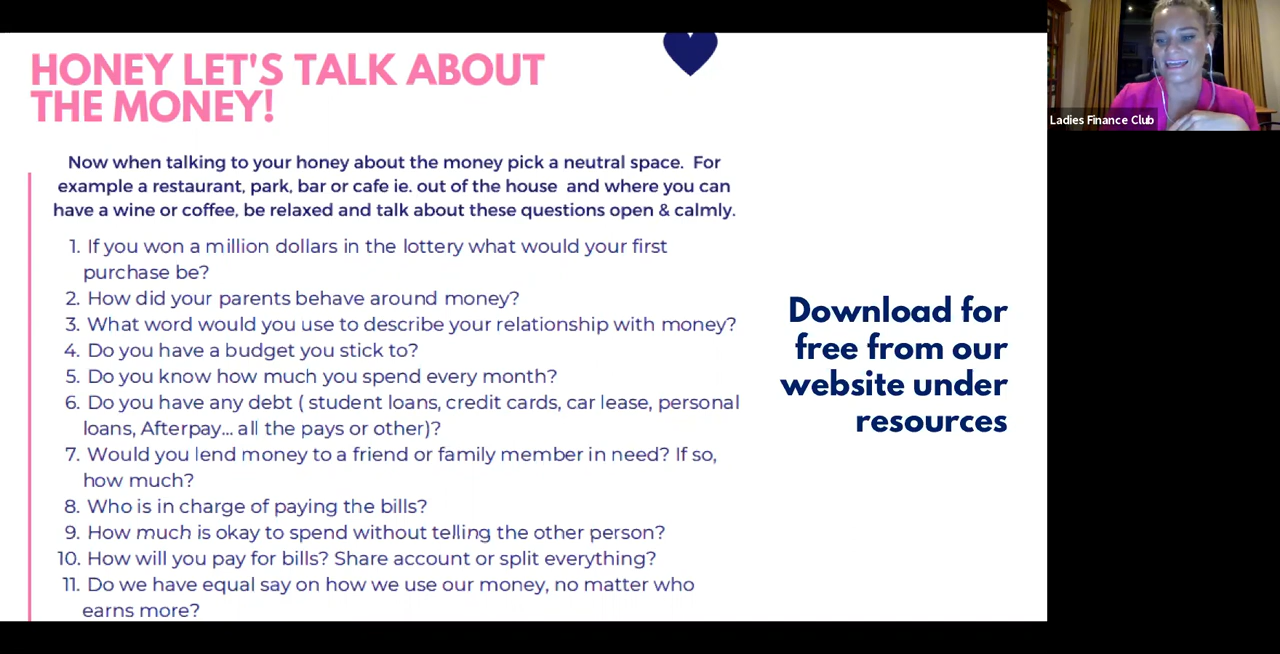 HONEY LET'S TALK ABOUT
THE MONEY!
Now when talking to your honey about the money pick a neutral space. For
example a restaurant, park, bar or cafe ie. out of the house and where you can
have a wine or coffee, be relaxed and talk about these questions open & calmly.
1. If you won a million dollars in the lottery what would your first
purchase be?
2. How did your parents behave around money?
3. What word would you use to describe your relationship with money?
4. Do you have a budget you stick to?
5. Do you know how much you spend every month?
6. Do you have any debt ( student loans, credit cards, car lease, personal
loans, Afterpay... all the pays or other)?
7. Would you lend money to a friend or family member in need? If so,
how much?
8. Who is in charge of paying the bills?
9. How much is okay to spend without telling the other person?
10. How will you pay for bills? Share account or split everything?
11. Do we have equal say on how we use our money, no matter who
earns more?
Download for
free from our
website under
resources
Ladies Finance Club